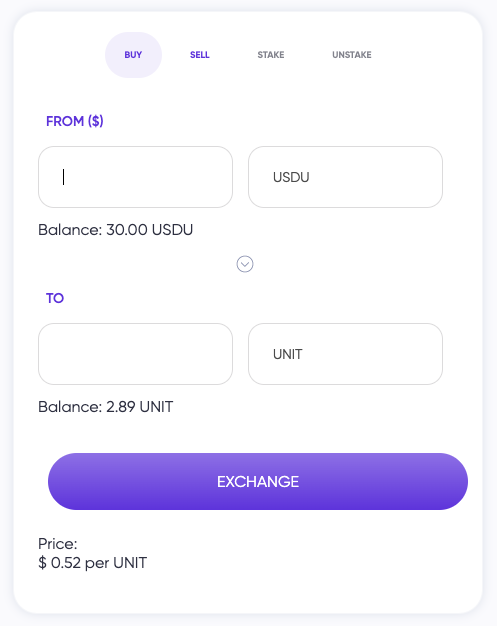 BUY SELL STAKE UNSTAKE
FROM ($)
USDU
Balance: 30.00 USDU
TO
UNIT
Balance: 2.89 UNIT
EXCHANGE
Price:
$ 0.52 per UNIT